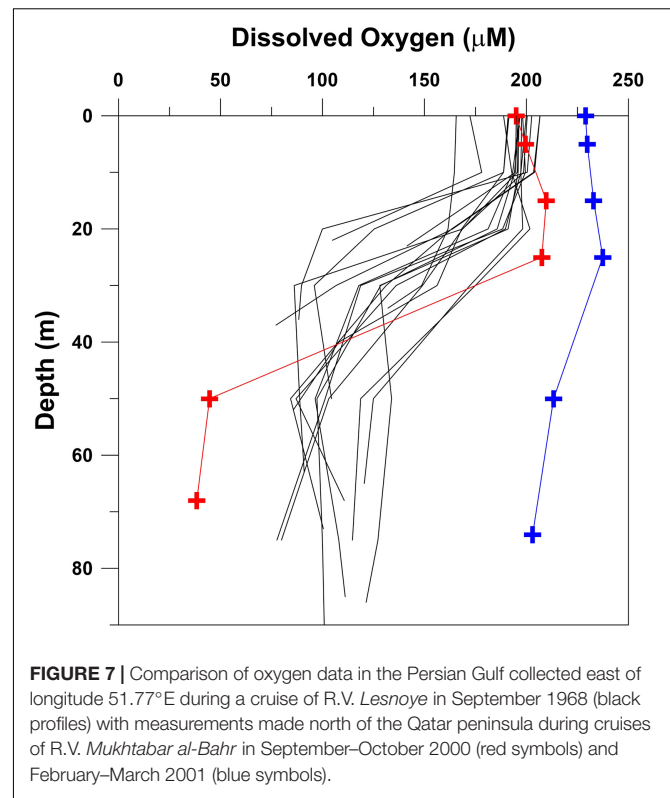 Dissolved Oxygen (μM)
0 50 100 150 200 250
0
20
40
60
80
Depth (m)
FIGURE 7 | Comparison of oxygen data in the Persian Gulf collected east of
longitude 51.77°E during a cruise of R.V. Lesnoye in September 1968 (black
profiles) with measurements made north of the Qatar peninsula during cruises
of R.V. Mukhtabar al-Bahr in September–October 2000 (red symbols) and
February–March 2001 (blue symbols).